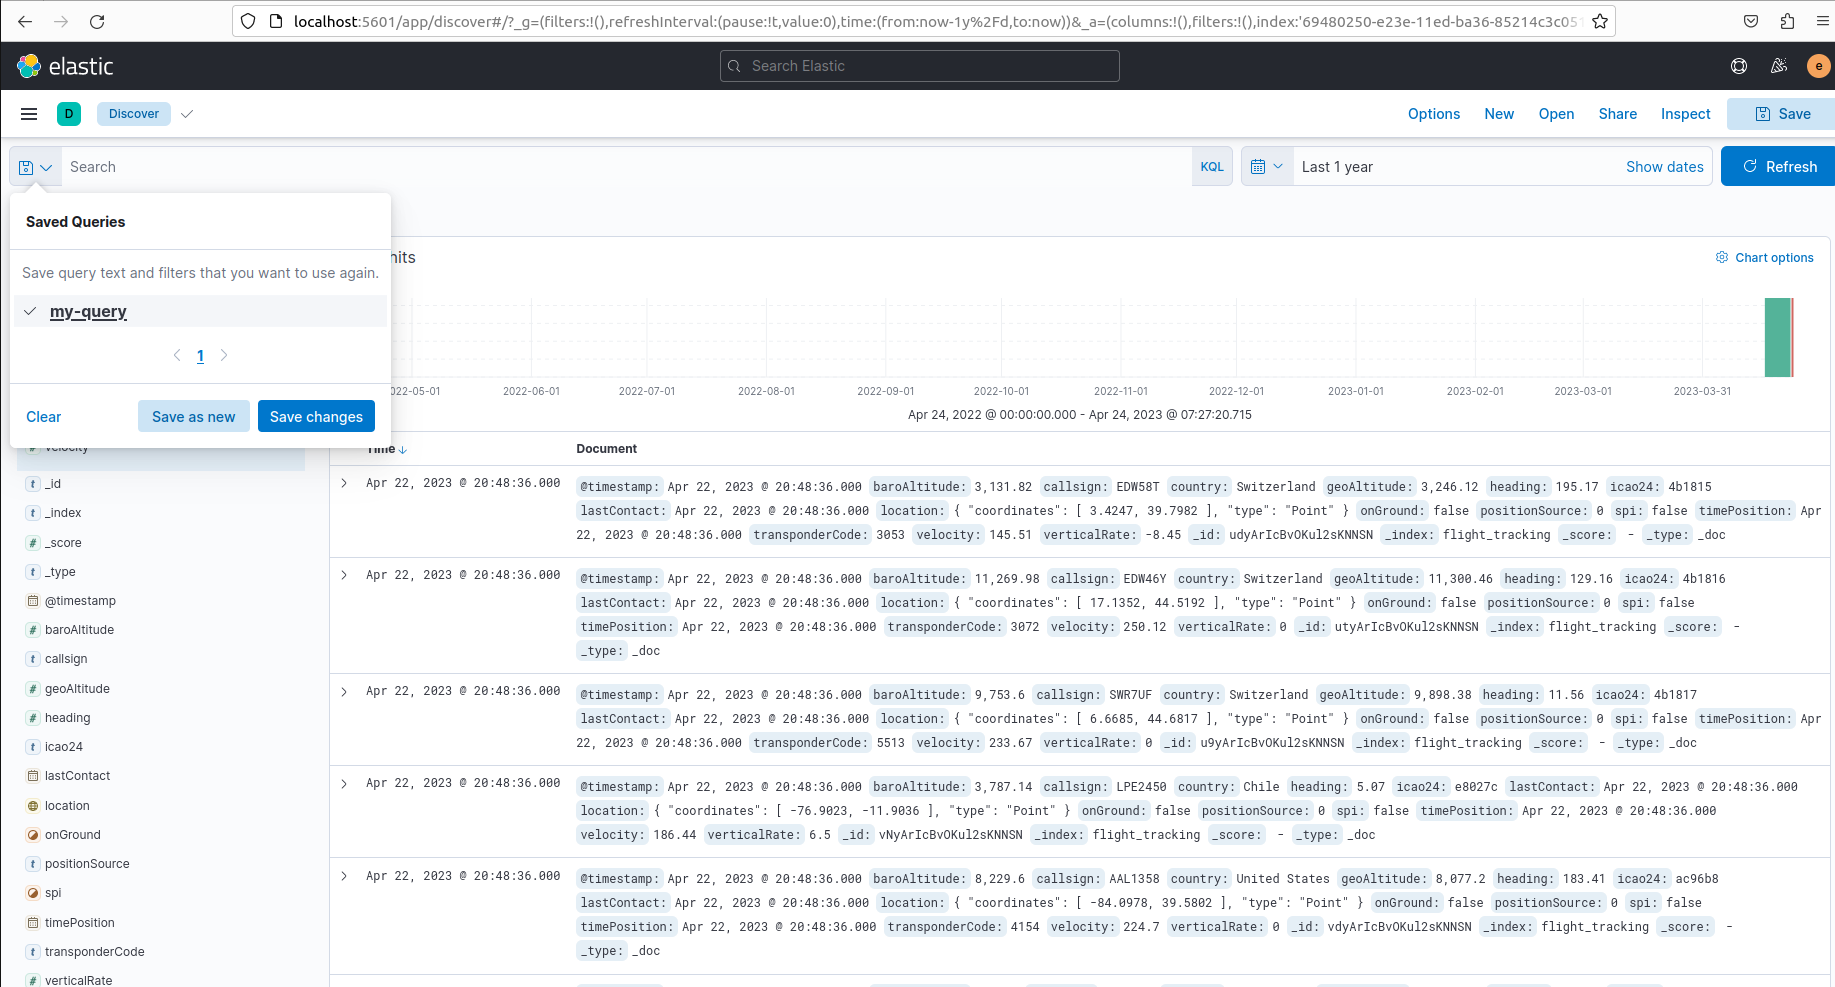 localhost:5601/app/discover#/?_g=(filters:!(),refreshInterval:(pause:!t,value:0),time:(from:now-1y%2Fd,to:now))&_a=(columns:!(),filters:!(),index:'69480250-e23e-11ed-ba36-85214c3c051
elastic
Search Elastic
e
D Discover Options New Open Share Inspect Save
Search KQL Last 1 year Show dates Refresh
Saved Queries
Save query text and filters that you want to use again.
my-query
1
Clear Save as new Save changes
hits
Chart options
022-05-01 2022-06-01 2022-07-01 2022-08-01 2022-09-01 2022-10-01 2022-11-01 2022-12-01 2023-01-01 2023-02-01 2023-03-01 2023-03-31
Apr 24, 2022 @ 00:00:00.000 - Apr 24, 2023 @ 07:27:20.715
# velocity
t _id
t _index
# _score
t _type
@timestamp
# baroAltitude
t callsign
# geoAltitude
# heading
t icao24
lastContact
location
onGround
t positionSource
spi
timePosition
t transponderCode
# verticalRate
Time Document
Apr 22, 2023 @ 20:48:36.000 @timestamp: Apr 22, 2023 @ 20:48:36.000 baroAltitude: 3,131.82 callsign: EDW58T country: Switzerland geoAltitude: 3,246.12 heading: 195.17 icao24: 4b1815
lastContact: Apr 22, 2023 @ 20:48:36.000 location: { "coordinates": [ 3.4247, 39.7982 ], "type": "Point" } onGround: false positionSource: 0 spi: false timePosition: Apr
22, 2023 @ 20:48:36.000 transponderCode: 3053 velocity: 145.51 verticalRate: -8.45 _id: udyArIcBvOKul2sKNNSN _index: flight_tracking _score: - _type: _doc
Apr 22, 2023 @ 20:48:36.000 @timestamp: Apr 22, 2023 @ 20:48:36.000 baroAltitude: 11,269.98 callsign: EDW46Y country: Switzerland geoAltitude: 11,300.46 heading: 129.16 icao24: 4b1816
lastContact: Apr 22, 2023 @ 20:48:36.000 location: { "coordinates": [ 17.1352, 44.5192 ], "type": "Point" } onGround: false positionSource: 0 spi: false
timePosition: Apr 22, 2023 @ 20:48:36.000 transponderCode: 3072 velocity: 250.12 verticalRate: 0 _id: utyArIcBvOKul2sKNNSN _index: flight_tracking _score: -
_type: _doc
Apr 22, 2023 @ 20:48:36.000 @timestamp: Apr 22, 2023 @ 20:48:36.000 baroAltitude: 9,753.6 callsign: SWR7UF country: Switzerland geoAltitude: 9,898.38 heading: 11.56 icao24: 4b1817
lastContact: Apr 22, 2023 @ 20:48:36.000 location: { "coordinates": [ 6.6685, 44.6817 ], "type": "Point" } onGround: false positionSource: 0 spi: false timePosition: Apr
22, 2023 @ 20:48:36.000 transponderCode: 5513 velocity: 233.67 verticalRate: 0 _id: u9yArIcBvOKul2sKNNSN _index: flight_tracking _score: - _type: _doc
Apr 22, 2023 @ 20:48:36.000 @timestamp: Apr 22, 2023 @ 20:48:36.000 baroAltitude: 3,787.14 callsign: LPE2450 country: Chile heading: 5.07 icao24: e8027c lastContact: Apr 22, 2023 @ 20:48:36.000
location: { "coordinates": [ -76.9023, -11.9036 ], "type": "Point" } onGround: false positionSource: 0 spi: false timePosition: Apr 22, 2023 @ 20:48:36.000
velocity: 186.44 verticalRate: 6.5 _id: vNyArIcBvOKul2sKNNSN _index: flight_tracking _score: - _type: _doc
Apr 22, 2023 @ 20:48:36.000 @timestamp: Apr 22, 2023 @ 20:48:36.000 baroAltitude: 8,229.6 callsign: AAL1358 country: United States geoAltitude: 8,077.2 heading: 183.41 icao24: ac96b8
lastContact: Apr 22, 2023 @ 20:48:36.000 location: { "coordinates": [ -84.0978, 39.5802 ], "type": "Point" } onGround: false positionSource: 0 spi: false
timePosition: Apr 22, 2023 @ 20:48:36.000 transponderCode: 4154 velocity: 224.7 verticalRate: 0 _id: vdyArIcBvOKul2sKNNSN _index: flight_tracking _score: -
_type: _doc